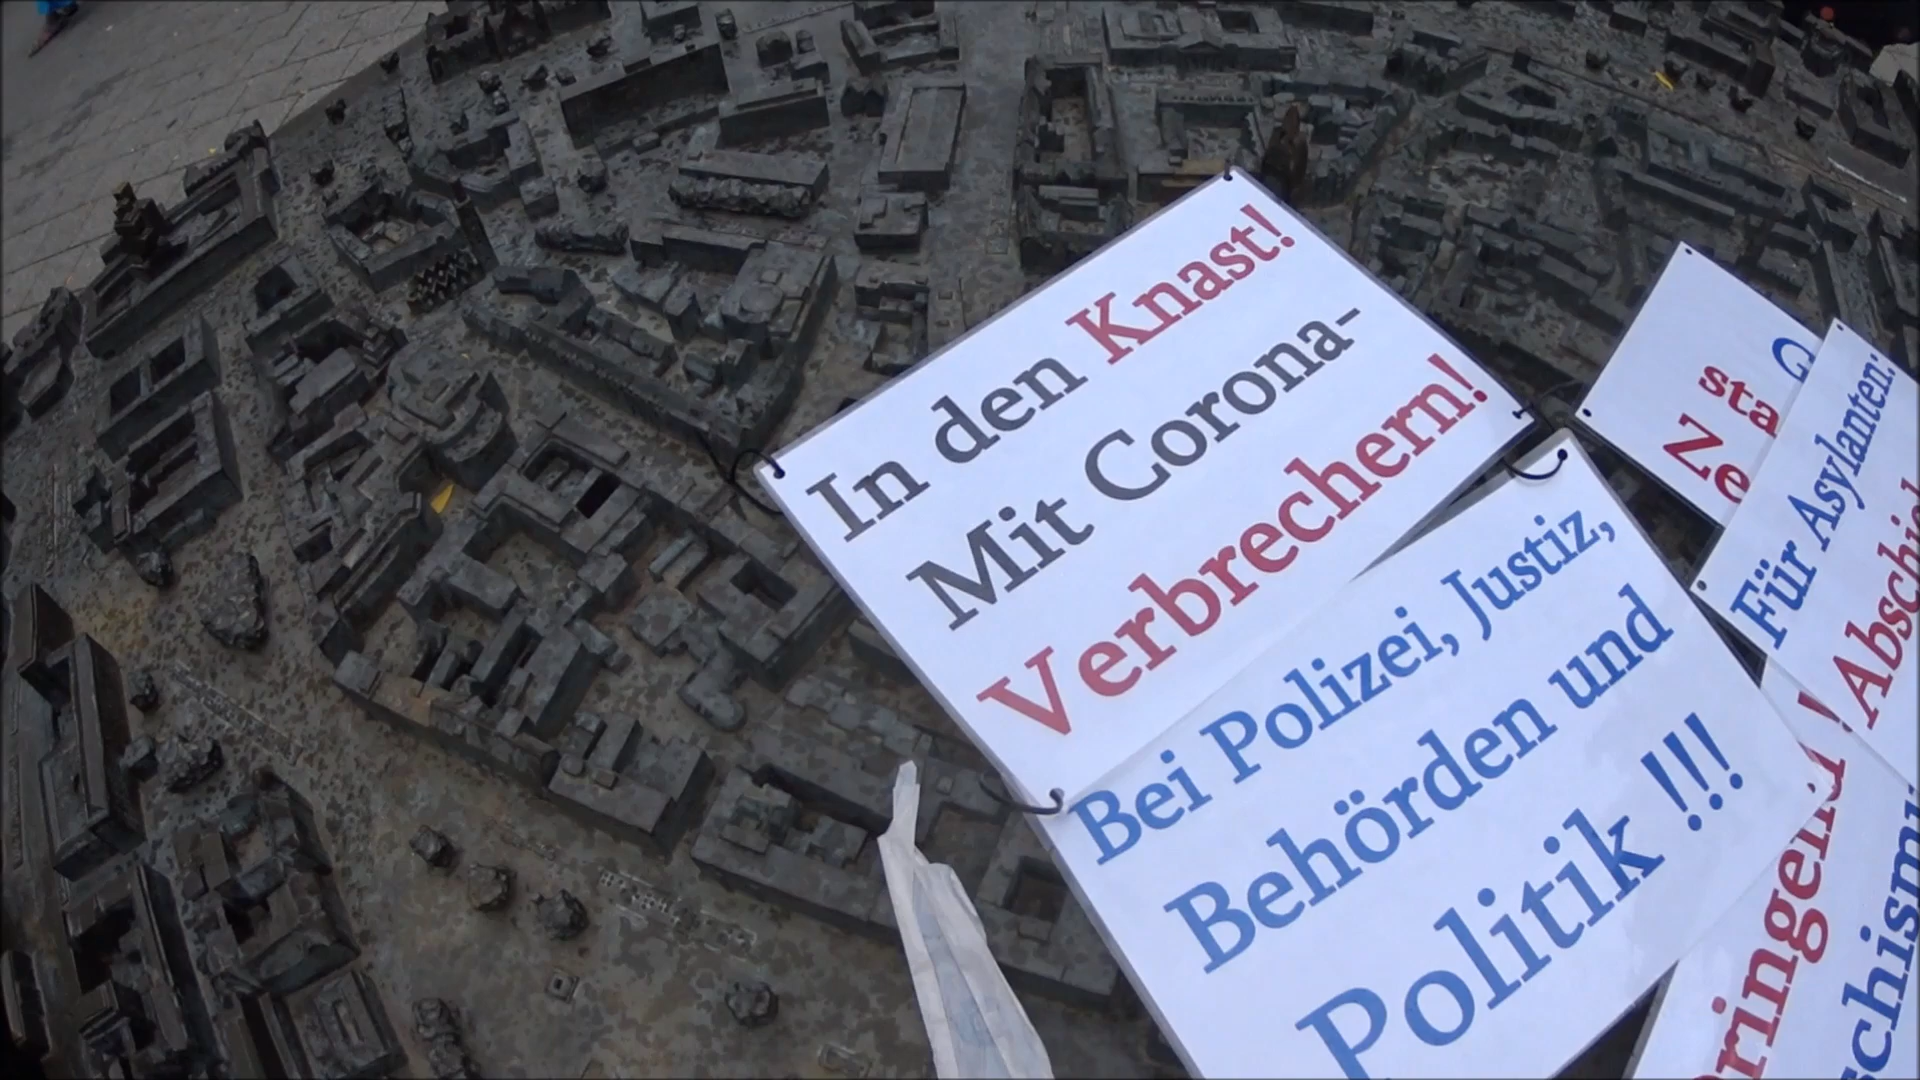 In den Knast!
Mit Corona-
Verbrechern!
Bei Polizei, Justiz,
Behörden und
Politik !!!
Für Asylanten: